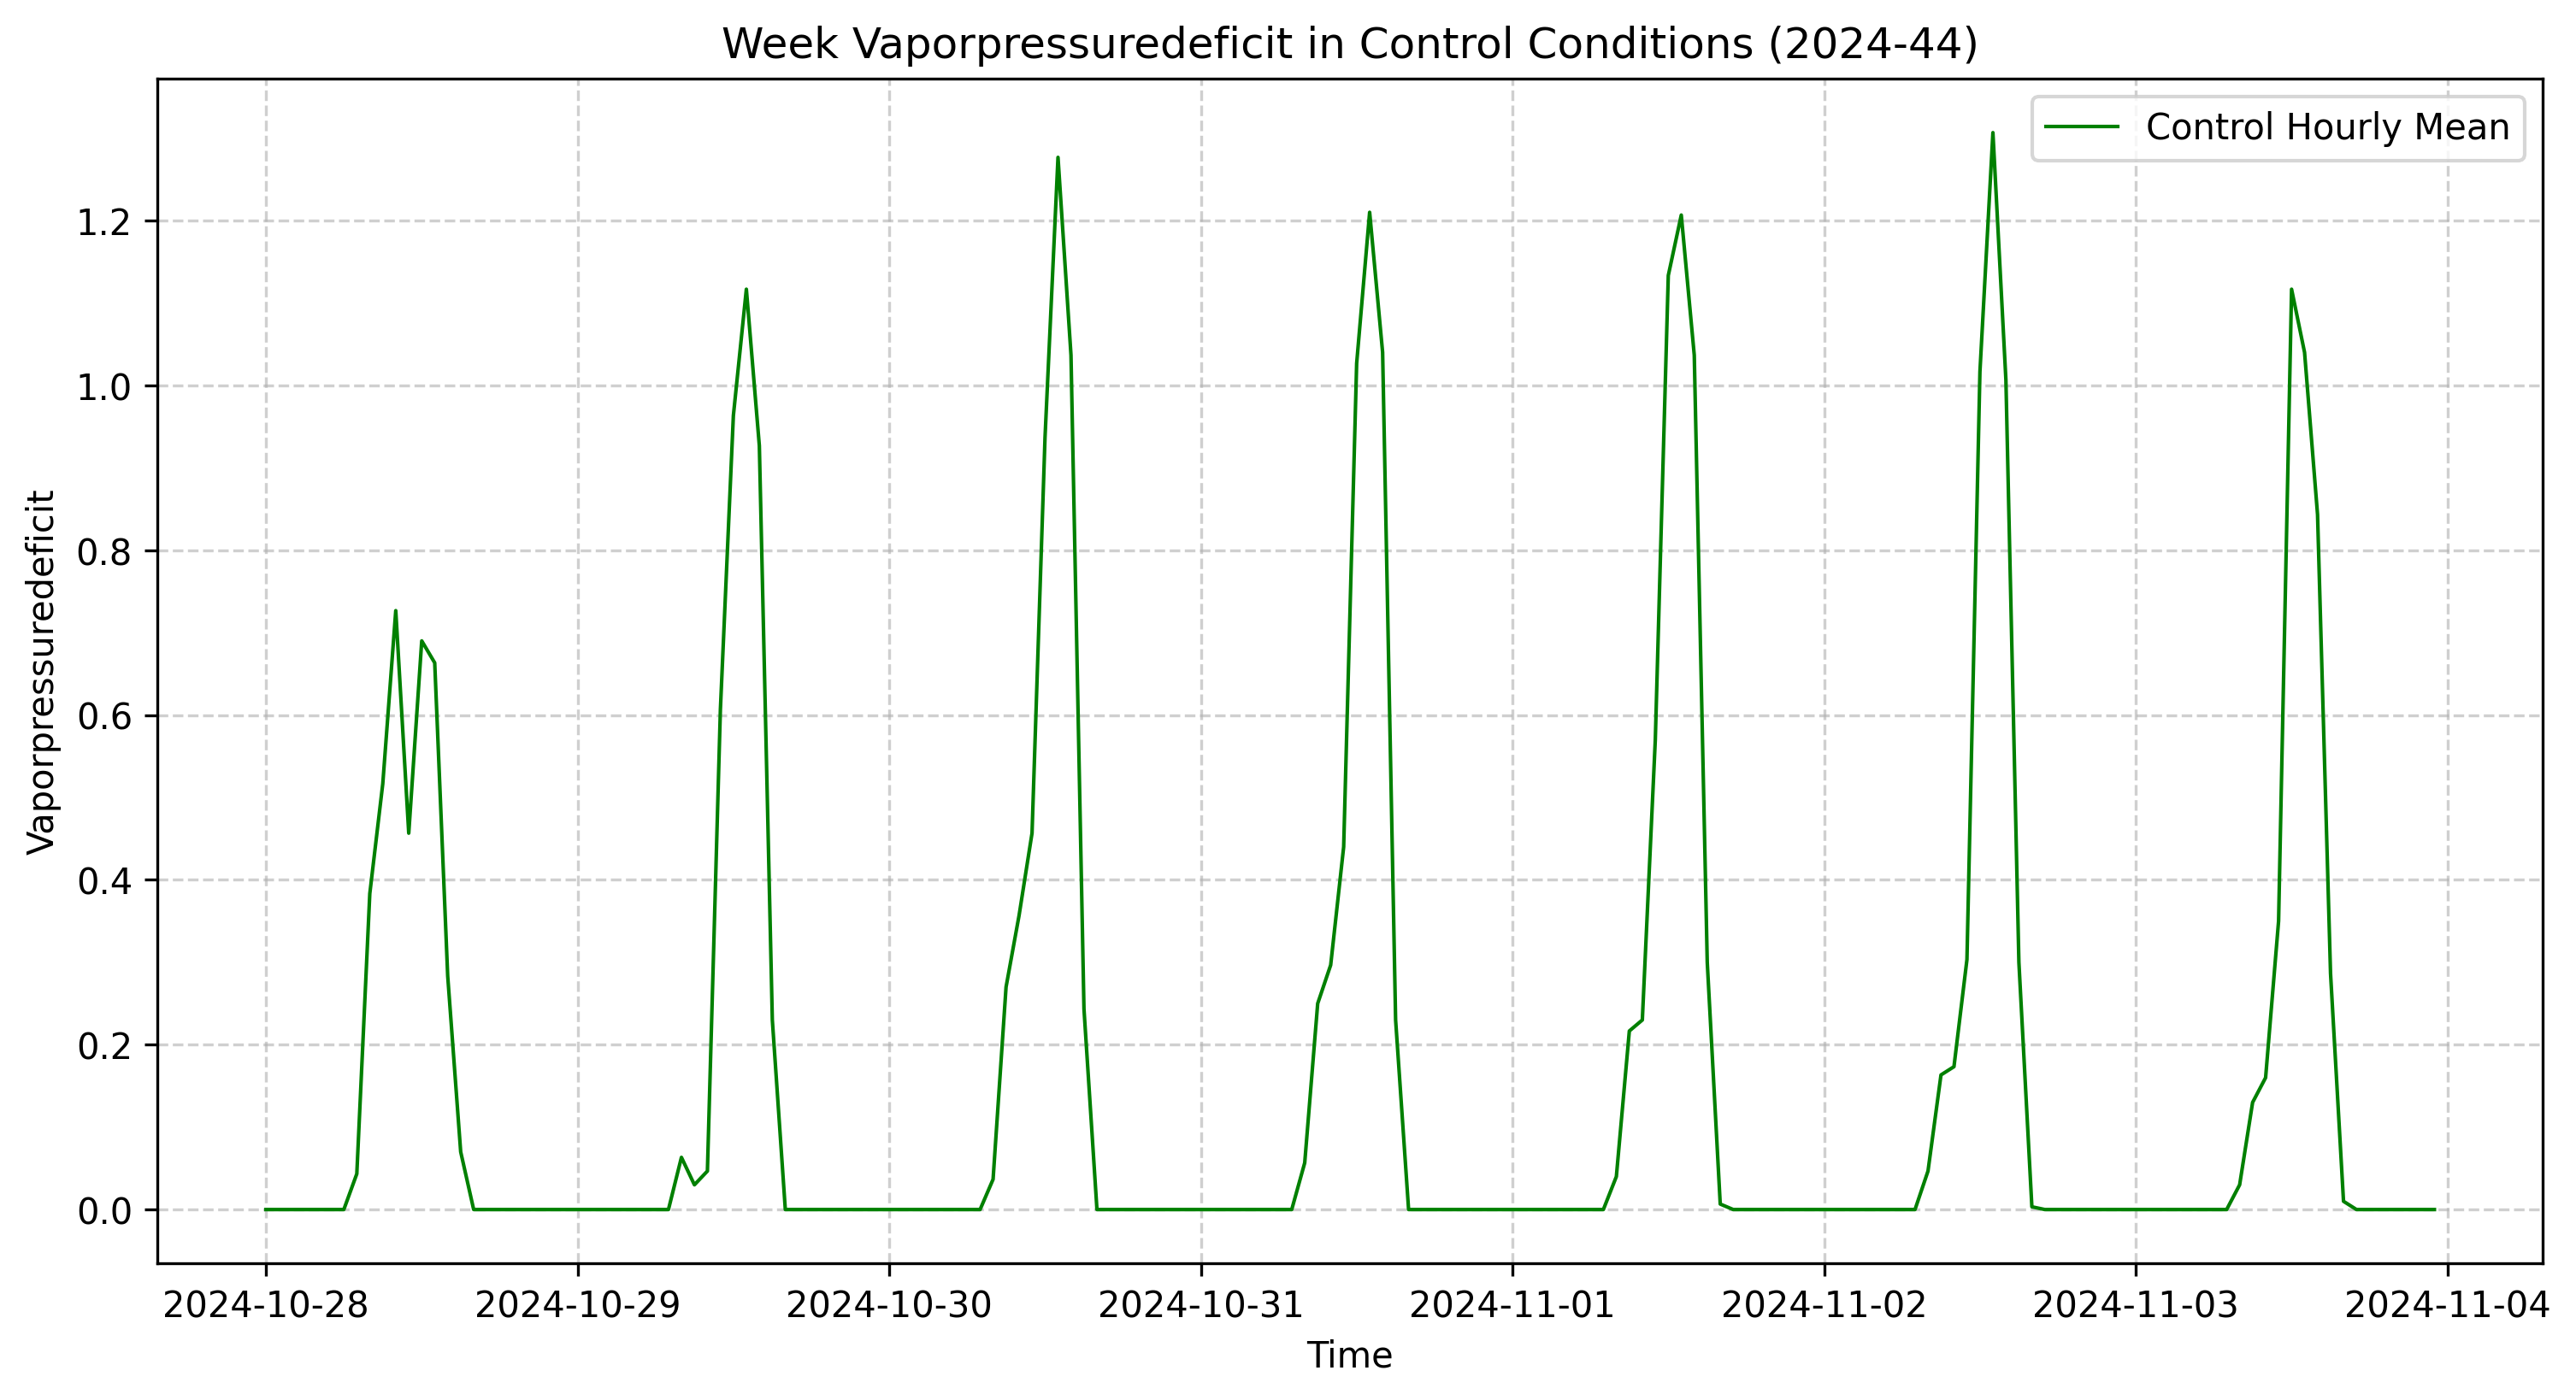 Week Vaporpressuredeficit in Control Conditions (2024-44)
Control Hourly Mean
Vaporpressuredeficit
1.2
1.0
0.8
0.6
0.4
0.2
0.0
2024-10-28 2024-10-29 2024-10-30 2024-10-31 2024-11-01 2024-11-02 2024-11-03 2024-11-04
Time